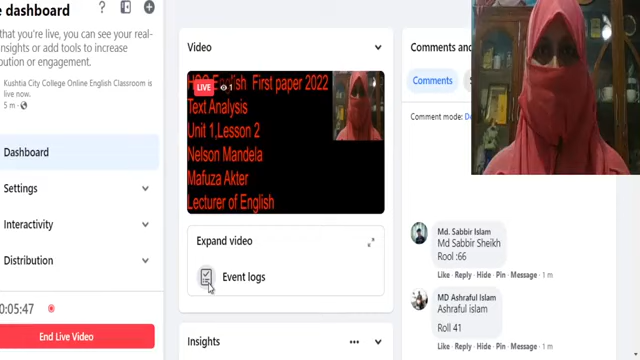 e dashboard
that you're live, you can see your real-
insights or add tools to increase
bution or engagement.
Kushtia City College Online English Classroom is
live now.
5 m
Dashboard
Settings
Interactivity
Distribution
0:05:47
End Live Video
Video
LIVE 1
HSC English First paper 2022
Text Analysis
Unit 1,Lesson 2
Nelson Mandela
Mafuza Akter
Lecturer of English
Expand video
Event logs
Insights
Comments and
Comments
Comment mode:
Md. Sabbir Islam
Md Sabbir Sheikh
Rool :66
Like · Reply · Hide · Pin · Message · 1 m
MD Ashraful Islam
Ashraful islam
Roll 41
Like · Reply · Hide · Pin · Message · 1 m